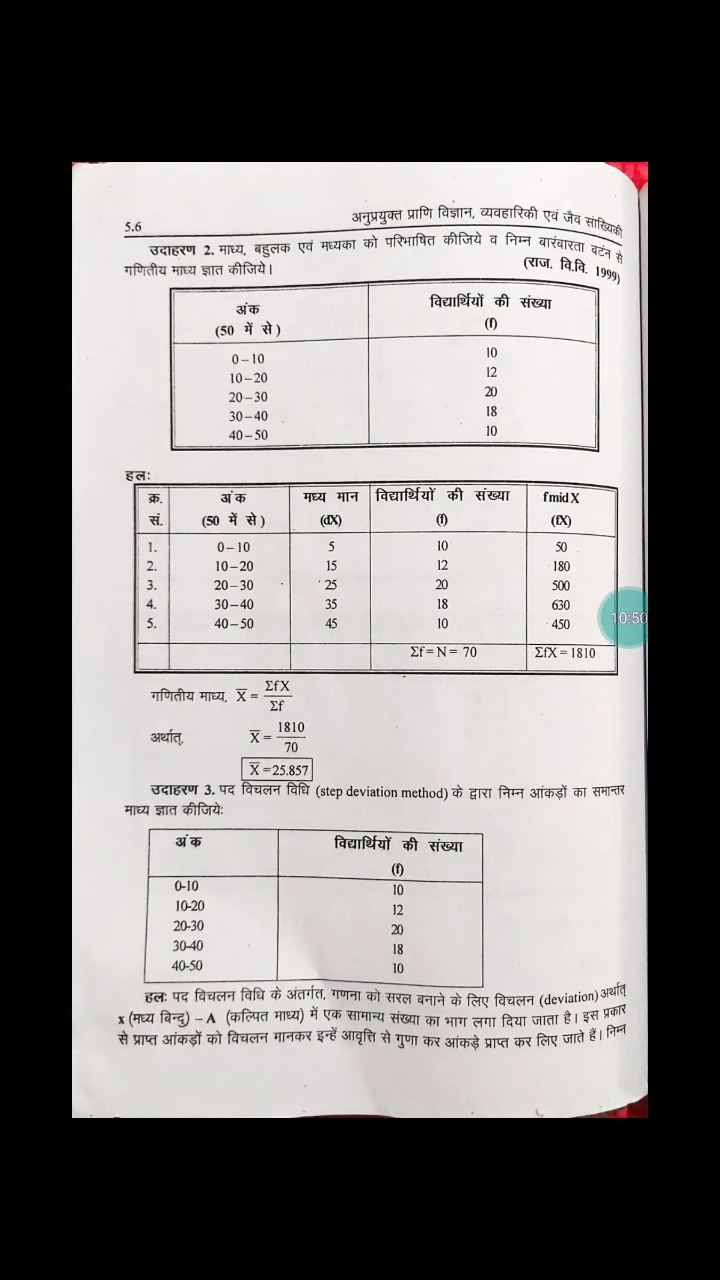 5.6 अनुप्रयुक्त प्राणि विज्ञान, व्यवहारिकी एवं जैव सांख्यिकी
उदाहरण 2. माध्य, बहुलक एवं मध्यका को परिभाषित कीजिये व निम्न बारंबारता वटंन से
गणितीय माध्य ज्ञात कीजिये। (राज. वि.वि. 1999)
अंक विद्यार्थियों की संख्या
(50 में से) (f)
0–10 10
10–20 12
20–30 20
30–40 18
40–50 10
हलः
क्र. अंक मध्य मान विद्यार्थियों की संख्या fmidX
सं. (50 में से) (dX) (f) (fX)
1. 0–10 5 10 50
2. 10–20 15 12 180
3. 20–30 25 20 500
4. 30–40 35 18 630
5. 40–50 45 10 450
10:50
Σf=N= 70 ΣfX=1810
गणितीय माध्य, X̅ = ΣfX / Σf
अर्थात्, X̅ = 1810 / 70
X̅ =25.857
उदाहरण 3. पद विचलन विधि (step deviation method) के द्वारा निम्न आंकड़ों का समान्तर
माध्य ज्ञात कीजियेः
अंक विद्यार्थियों की संख्या
(f)
0-10 10
10-20 12
20-30 20
30-40 18
40-50 10
हलः पद विचलन विधि के अंतर्गत, गणना को सरल बनाने के लिए विचलन (deviation) अर्थात्
x (मध्य बिन्दु) – A (कल्पित माध्य) में एक सामान्य संख्या का भाग लगा दिया जाता है। इस प्रकार
से प्राप्त आंकड़ों को विचलन मानकर इन्हें आवृत्ति से गुणा कर आंकड़े प्राप्त कर लिए जाते हैं। निम्न